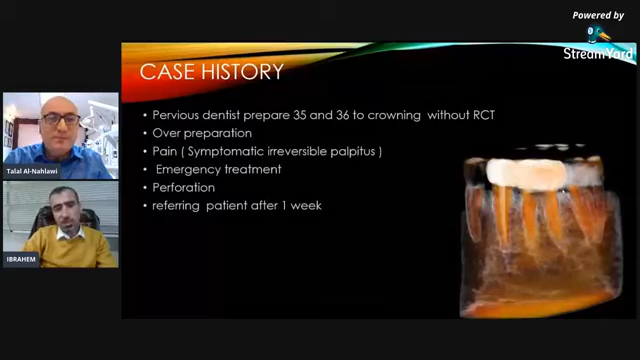 Powered by
StreamYard
CASE HISTORY
• Pervious dentist prepare 35 and 36 to crowning without RCT
• Over preparation
• Pain ( Symptomatic irreversible palpitus )
• Emergency treatment
• Perforation
• referring patient after 1 week
Talal Al-Nahlawi
IBRAHEM